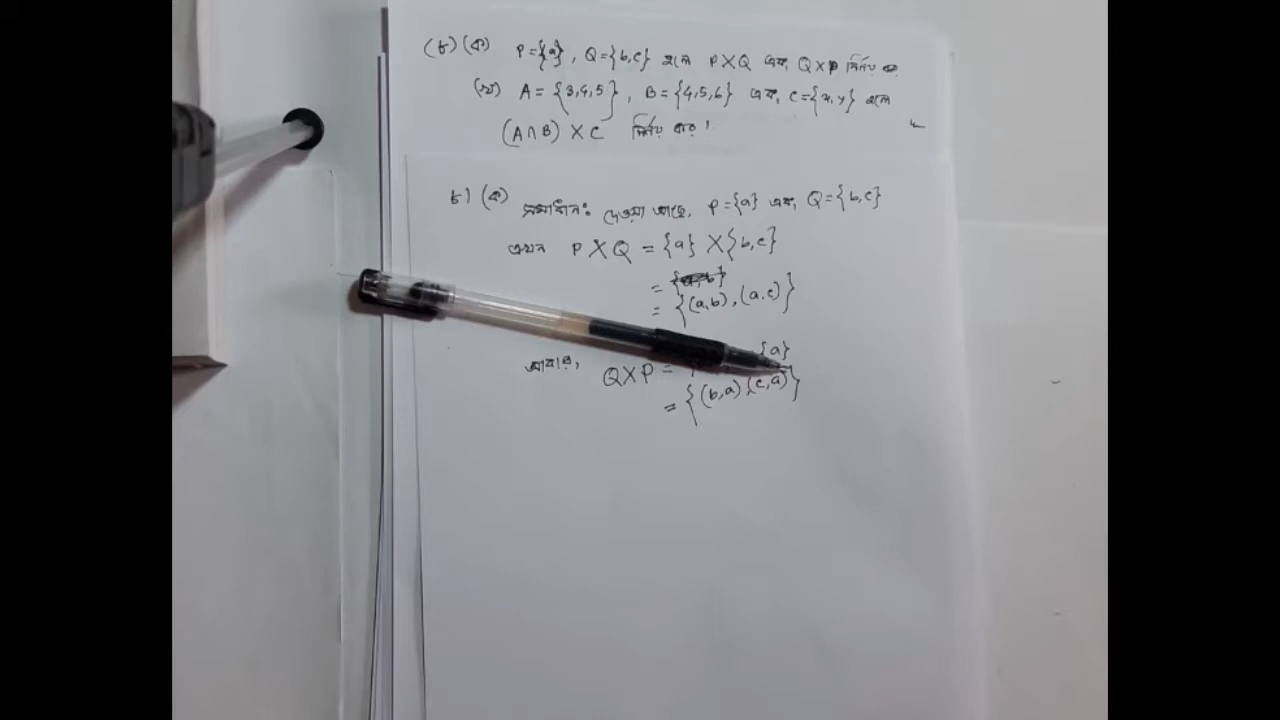 (৮) (ক) P={a}, Q={b,c} হলে P×Q এবং Q×P নির্ণয় কর
(খ) A = {3,4,5}, B={4,5,6} এবং C={x,y} হলে
(A∩B) × C নির্ণয় কর।
৮। (ক) সমাধান: দেওয়া আছে, P={a} এবং Q={b,c}
এখন P×Q = {a} ×{b,c}
=
= {(a,b),(a,c)}
আবার, Q×P = {a}
= {(b,a){c,a)}